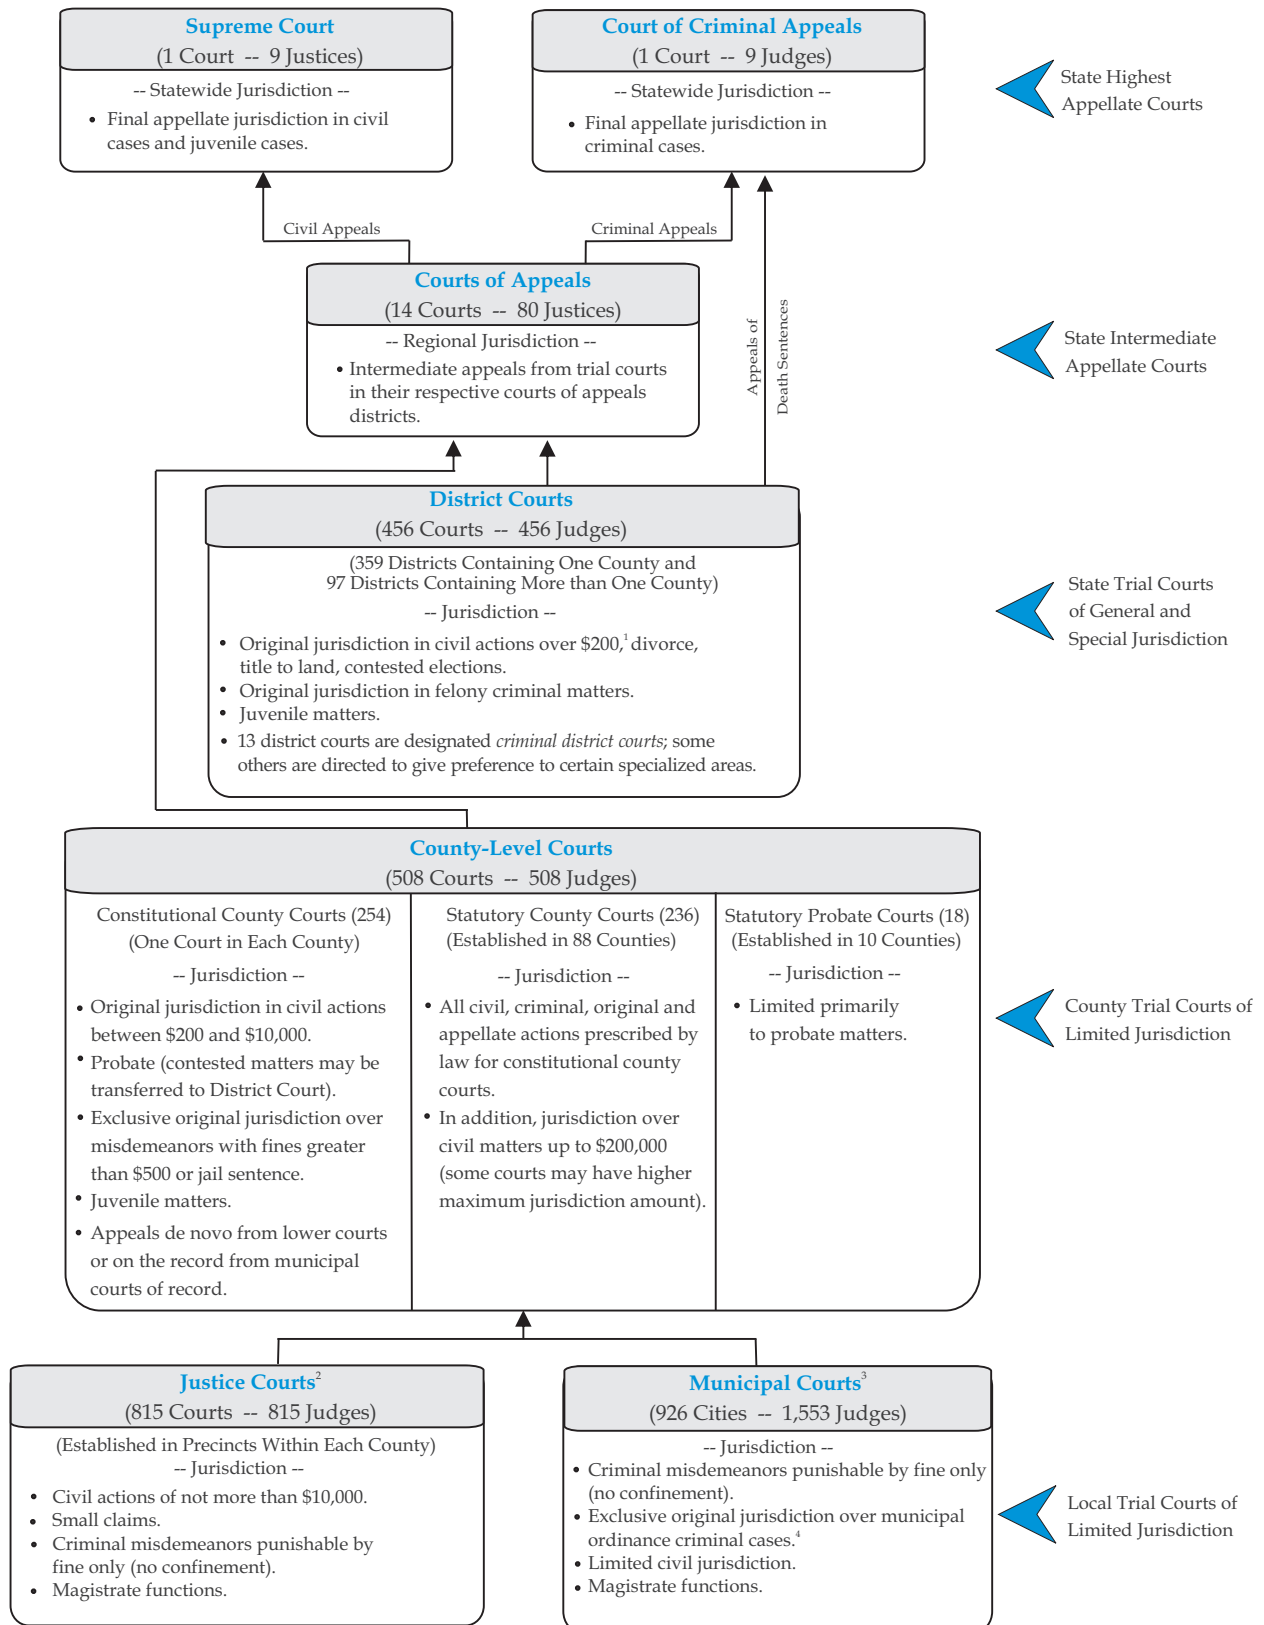 Supreme Court
(1 Court -- 9 Justices)
-- Statewide Jurisdiction --
• Final appellate jurisdiction in civil
cases and juvenile cases.
Court of Criminal Appeals
(1 Court -- 9 Judges)
-- Statewide Jurisdiction --
• Final appellate jurisdiction in
criminal cases.
State Highest
Appellate Courts
Civil Appeals
Criminal Appeals
Appeals of
Death Sentences
Courts of Appeals
(14 Courts -- 80 Justices)
-- Regional Jurisdiction --
• Intermediate appeals from trial courts
in their respective courts of appeals
districts.
State Intermediate
Appellate Courts
District Courts
(456 Courts -- 456 Judges)
(359 Districts Containing One County and
97 Districts Containing More than One County)
-- Jurisdiction --
• Original jurisdiction in civil actions over $200,¹ divorce,
title to land, contested elections.
• Original jurisdiction in felony criminal matters.
• Juvenile matters.
• 13 district courts are designated criminal district courts; some
others are directed to give preference to certain specialized areas.
State Trial Courts
of General and
Special Jurisdiction
County-Level Courts
(508 Courts -- 508 Judges)
Constitutional County Courts (254)
(One Court in Each County)
-- Jurisdiction --
• Original jurisdiction in civil actions
between $200 and $10,000.
• Probate (contested matters may be
transferred to District Court).
• Exclusive original jurisdiction over
misdemeanors with fines greater
than $500 or jail sentence.
• Juvenile matters.
• Appeals de novo from lower courts
or on the record from municipal
courts of record.
Statutory County Courts (236)
(Established in 88 Counties)
-- Jurisdiction --
• All civil, criminal, original and
appellate actions prescribed by
law for constitutional county
courts.
• In addition, jurisdiction over
civil matters up to $200,000
(some courts may have higher
maximum jurisdiction amount).
Statutory Probate Courts (18)
(Established in 10 Counties)
-- Jurisdiction --
• Limited primarily
to probate matters.
County Trial Courts of
Limited Jurisdiction
Justice Courts²
(815 Courts -- 815 Judges)
(Established in Precincts Within Each County)
-- Jurisdiction --
• Civil actions of not more than $10,000.
• Small claims.
• Criminal misdemeanors punishable by
fine only (no confinement).
• Magistrate functions.
Municipal Courts³
(926 Cities -- 1,553 Judges)
-- Jurisdiction --
• Criminal misdemeanors punishable by fine only
(no confinement).
• Exclusive original jurisdiction over municipal
ordinance criminal cases.⁴
• Limited civil jurisdiction.
• Magistrate functions.
Local Trial Courts of
Limited Jurisdiction